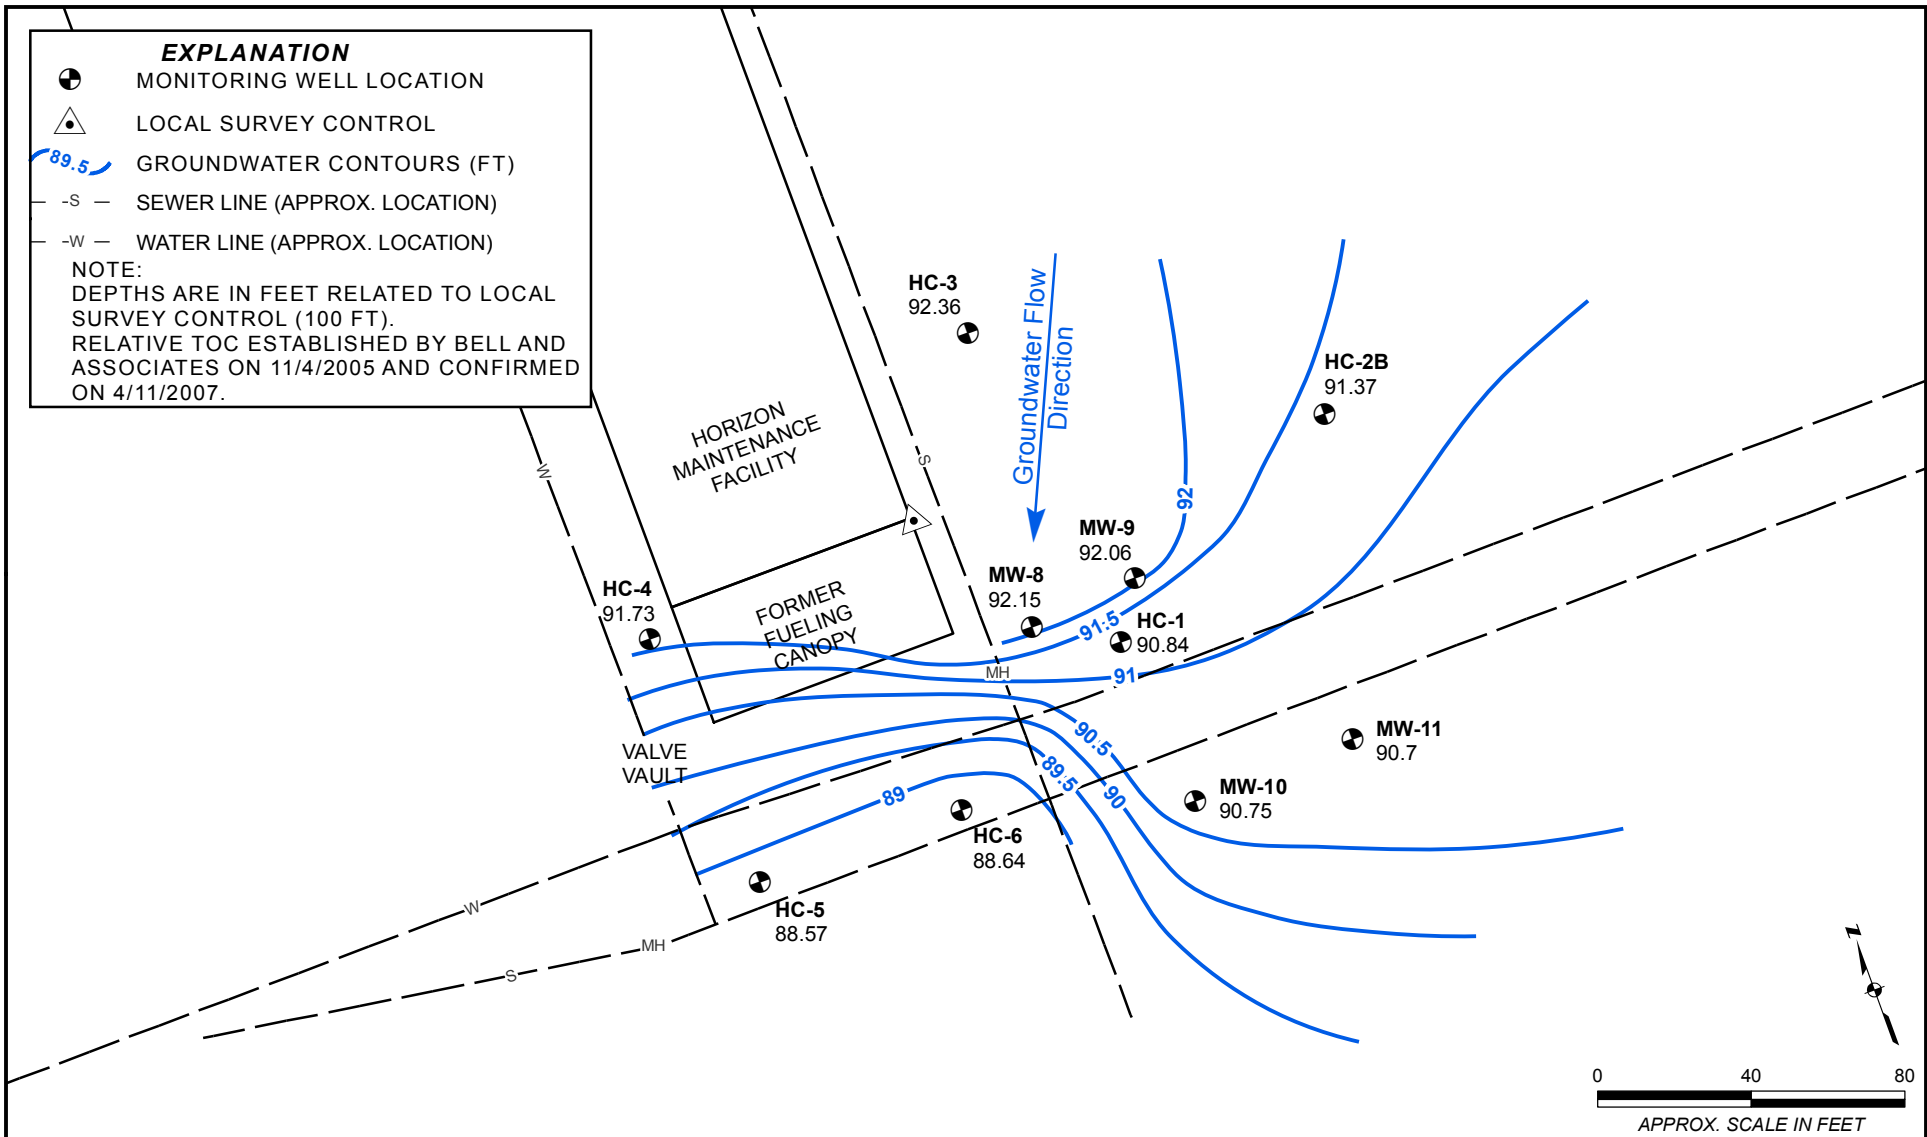 EXPLANATION
MONITORING WELL LOCATION
LOCAL SURVEY CONTROL
89.5
GROUNDWATER CONTOURS (FT)
S
SEWER LINE (APPROX. LOCATION)
W
WATER LINE (APPROX. LOCATION)
NOTE:
DEPTHS ARE IN FEET RELATED TO LOCAL
SURVEY CONTROL (100 FT).
RELATIVE TOC ESTABLISHED BY BELL AND
ASSOCIATES ON 11/4/2005 AND CONFIRMED
ON 4/11/2007.
HC-3
92.36
Groundwater Flow
Direction
HC-2B
91.37
HORIZON
MAINTENANCE
FACILITY
W
S
92
MW-9
92.06
MW-8
92.15
HC-4
91.73
FORMER
FUELING
CANOPY
91.5
HC-1
90.84
MH
91
VALVE
VAULT
90.5
89.5
90
89
MW-11
90.7
MW-10
90.75
HC-6
88.64
HC-5
88.57
W
MH
S
N
0
40
80
APPROX. SCALE IN FEET